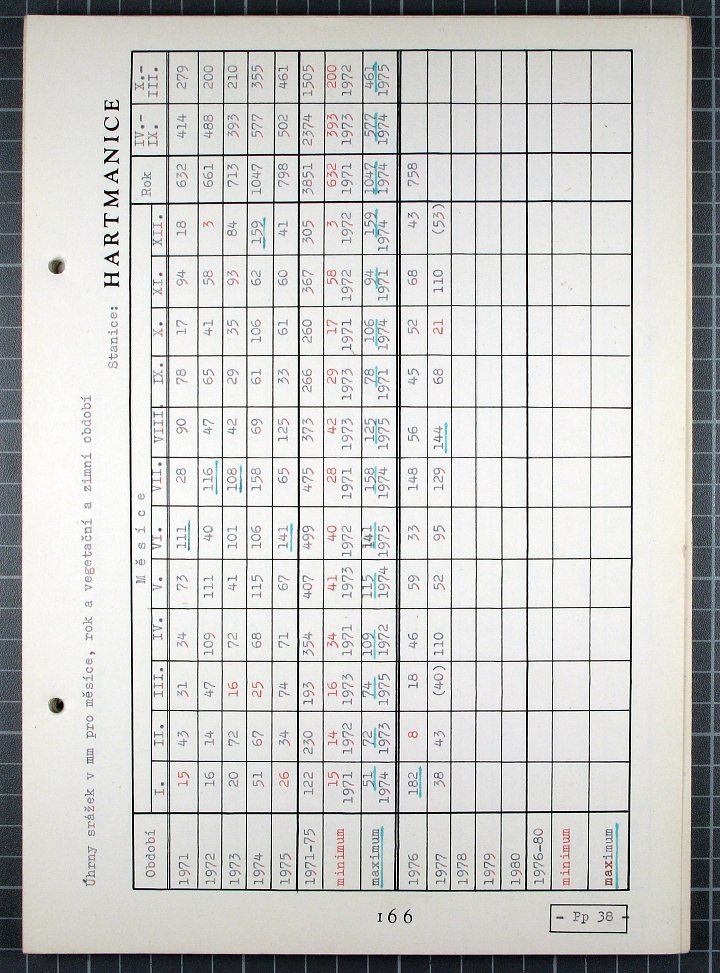 Úhrny srážek v mm pro měsíce, rok a vegetační a zimní období
Stanice: HARTMANICE
Období M ě s í c e Rok IV.-IX. X.-III.
I. II. III. IV. V. VI. VII. VIII. IX. X. XI. XII.
1971 15 43 31 34 73 111 28 90 78 17 94 18 632 414 279
1972 16 14 47 109 111 40 116 47 65 41 58 3 661 488 200
1973 20 72 16 72 41 101 108 42 29 35 93 84 713 393 210
1974 51 67 25 68 115 106 158 69 61 106 62 159 1047 577 355
1975 26 34 74 71 67 141 65 125 33 61 60 41 798 502 461
1971-75 122 230 193 354 407 499 475 373 266 260 367 305 3851 2374 1505
minimum 15 14 16 34 41 40 28 42 29 17 58 3 632 393 200
1971 1972 1973 1971 1973 1972 1971 1973 1973 1971 1972 1972 1971 1973 1972
maximum 51 72 74 109 115 141 158 125 78 106 94 159 1047 577 461
1974 1973 1975 1972 1974 1975 1974 1975 1971 1974 1971 1974 1974 1974 1975
1976 182 8 18 46 59 33 148 56 45 52 68 43 758
1977 38 43 (40) 110 52 95 129 144 68 21 110 (53)
1978
1979
1980
1976-80
minimum
maximum
166
- Pp 38 -